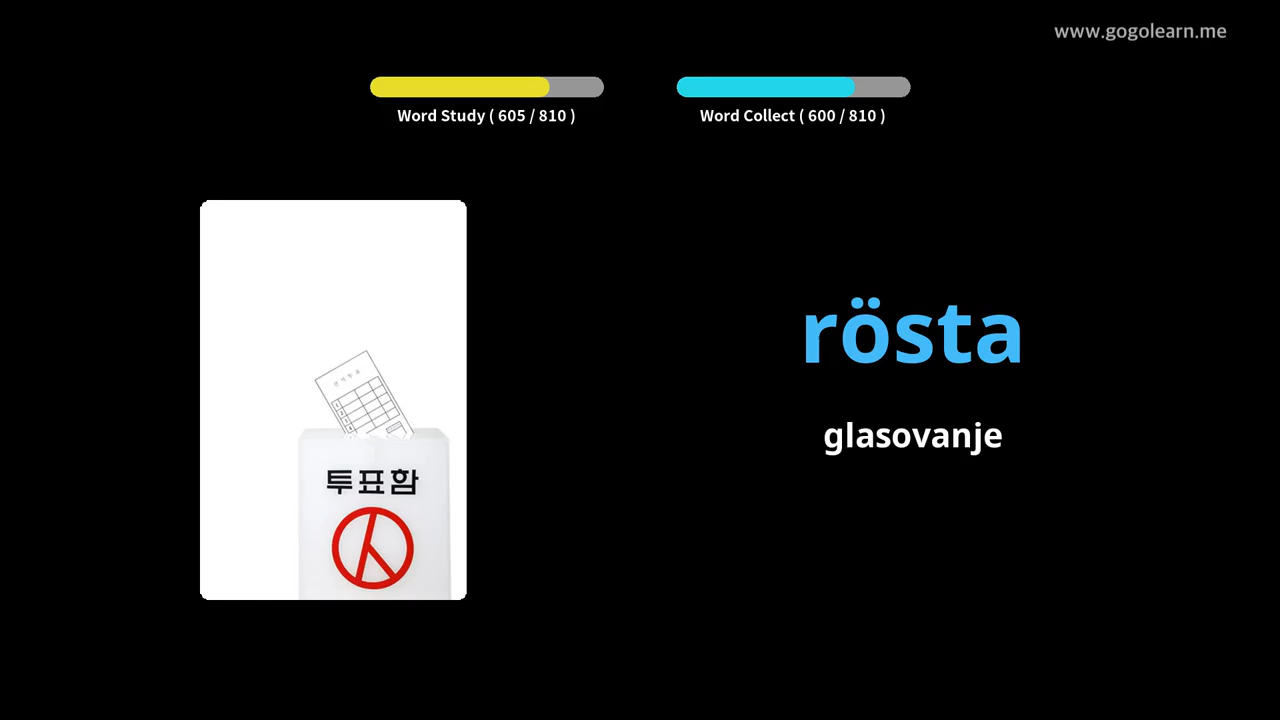 www.gogolearn.me
Word Study ( 605 / 810 )
Word Collect ( 600 / 810 )
rösta
glasovanje
투표함